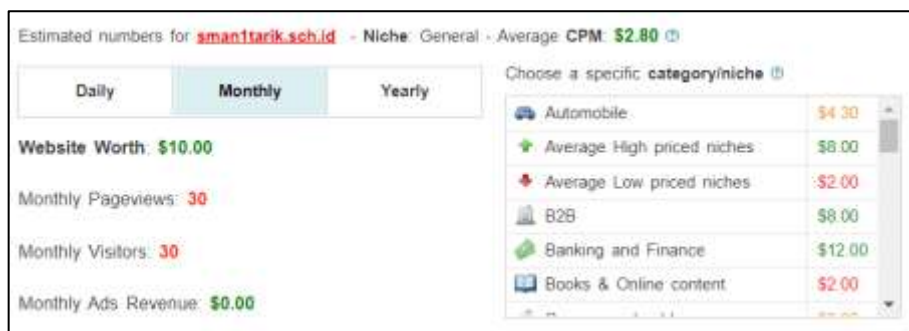 Estimated numbers for sman1tarik.sch.id - Niche: General - Average CPM: $2.80
Daily
Monthly
Yearly
Website Worth: $10.00
Monthly Pageviews: 30
Monthly Visitors: 30
Monthly Ads Revenue: $0.00
Choose a specific category/niche
Automobile $4.30
Average High priced niches $8.00
Average Low priced niches $2.00
B2B $8.00
Banking and Finance $12.00
Books & Online content $2.00